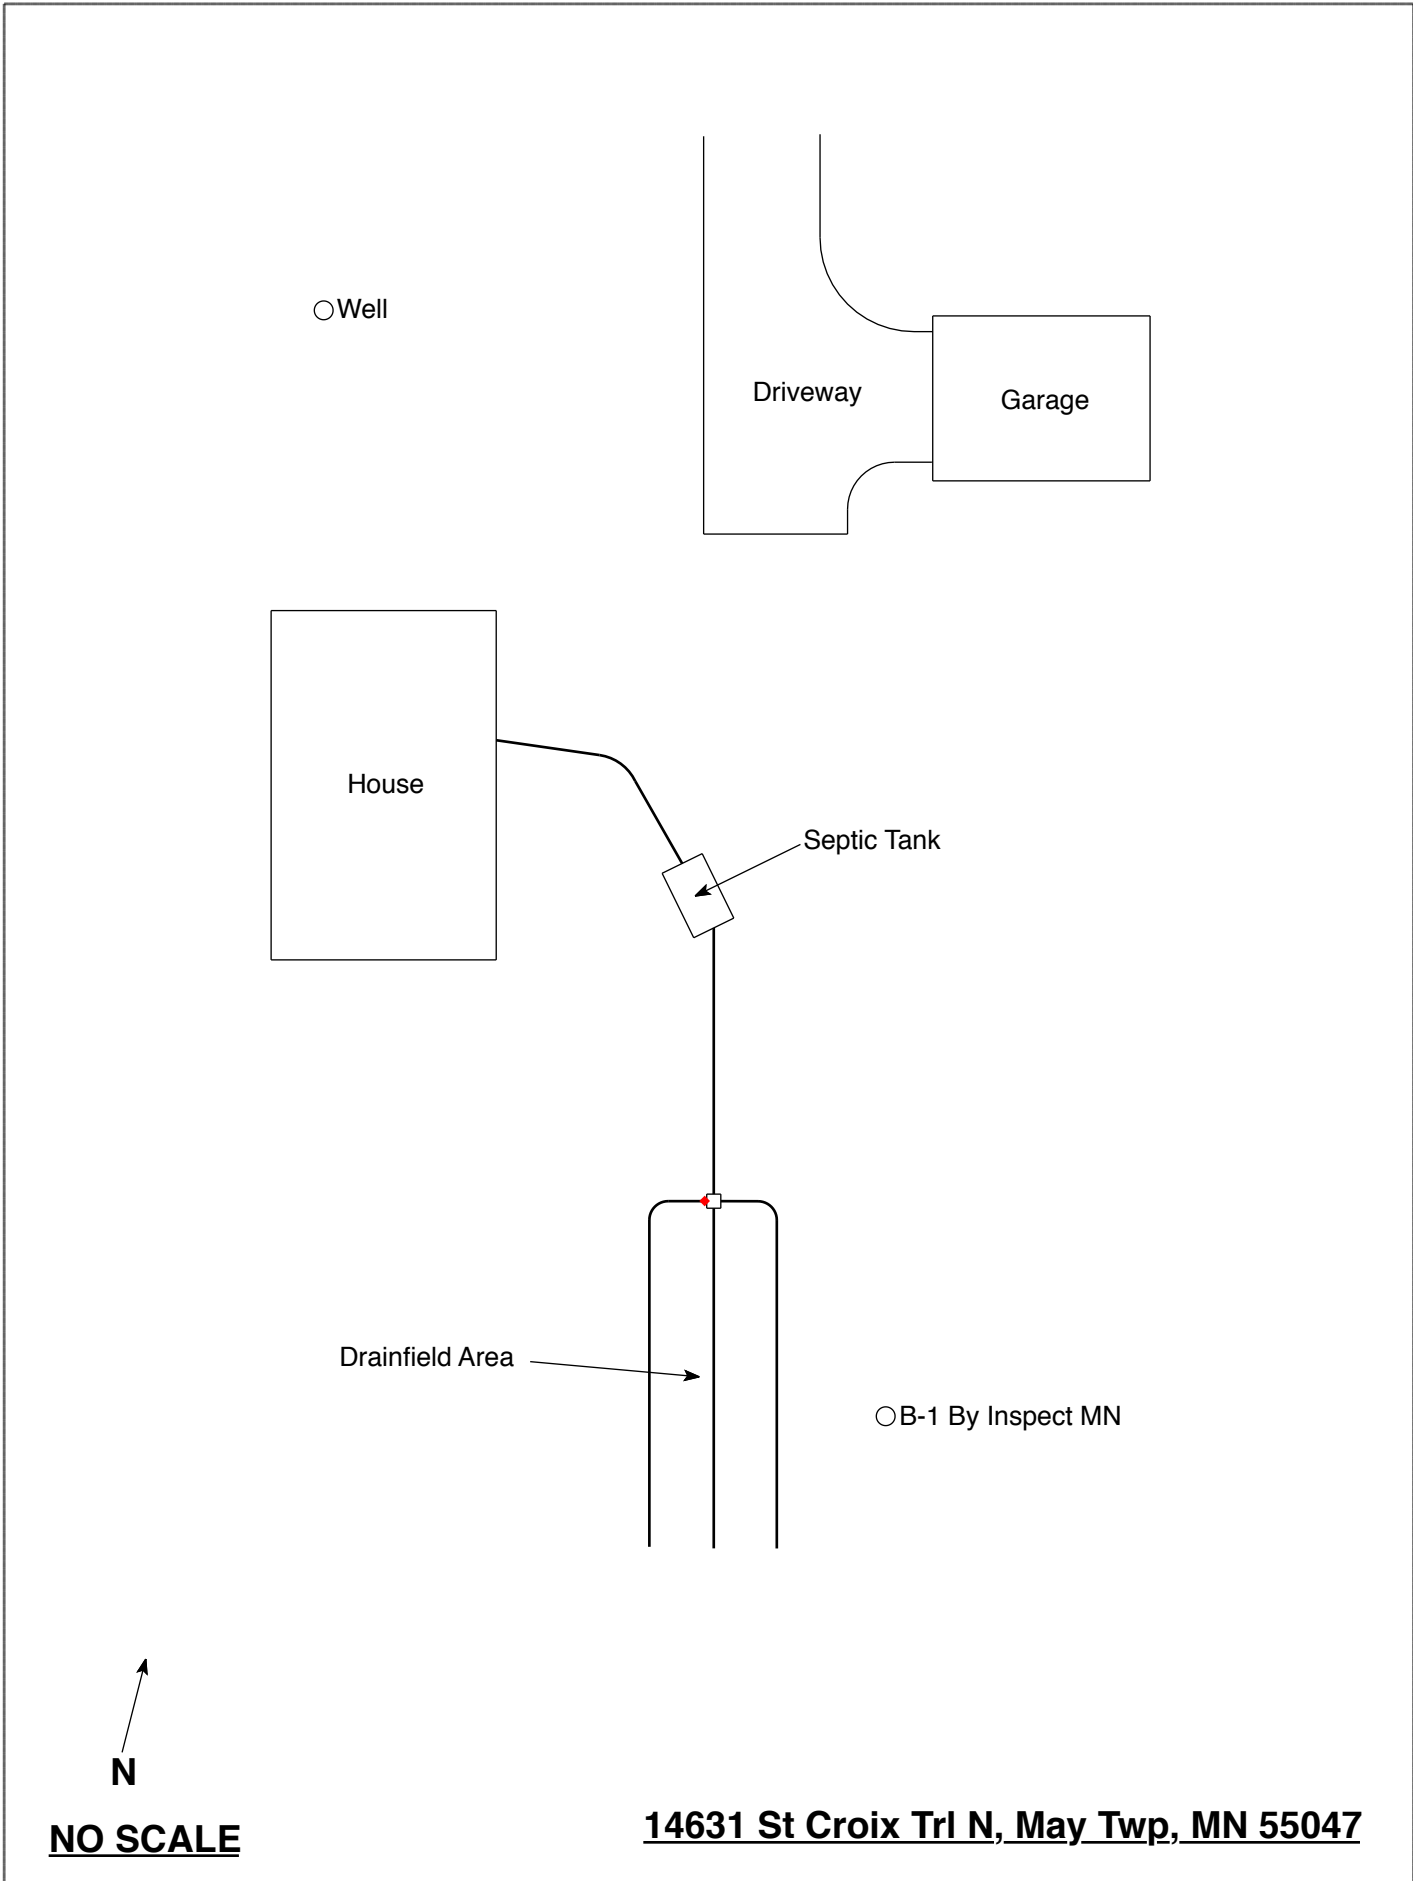 Well
Driveway
Garage
House
Septic Tank
Drainfield Area
B-1 By Inspect MN
N
NO SCALE
14631 St Croix Trl N, May Twp, MN 55047